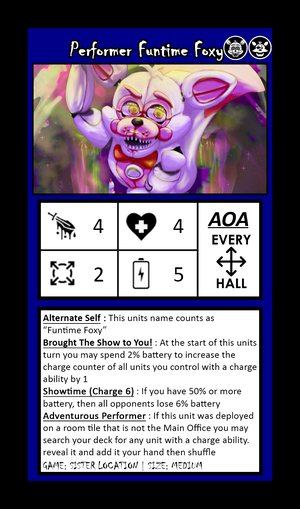 Performer Funtime Foxy
4
4
AOA
EVERY
2
5
HALL
Alternate Self : This units name counts as
“Funtime Foxy”
Brought The Show to You! : At the start of this units
turn you may spend 2% battery to increase the
charge counter of all units you control with a charge
ability by 1
Showtime (Charge 6) : If you have 50% or more
battery, then all opponents lose 6% battery
Adventurous Performer : If this unit was deployed
on a room tile that is not the Main Office you may
search your deck for any unit with a charge ability.
reveal it and add it your hand then shuffle
GAME: SISTER LOCATION | SIZE: MEDIUM